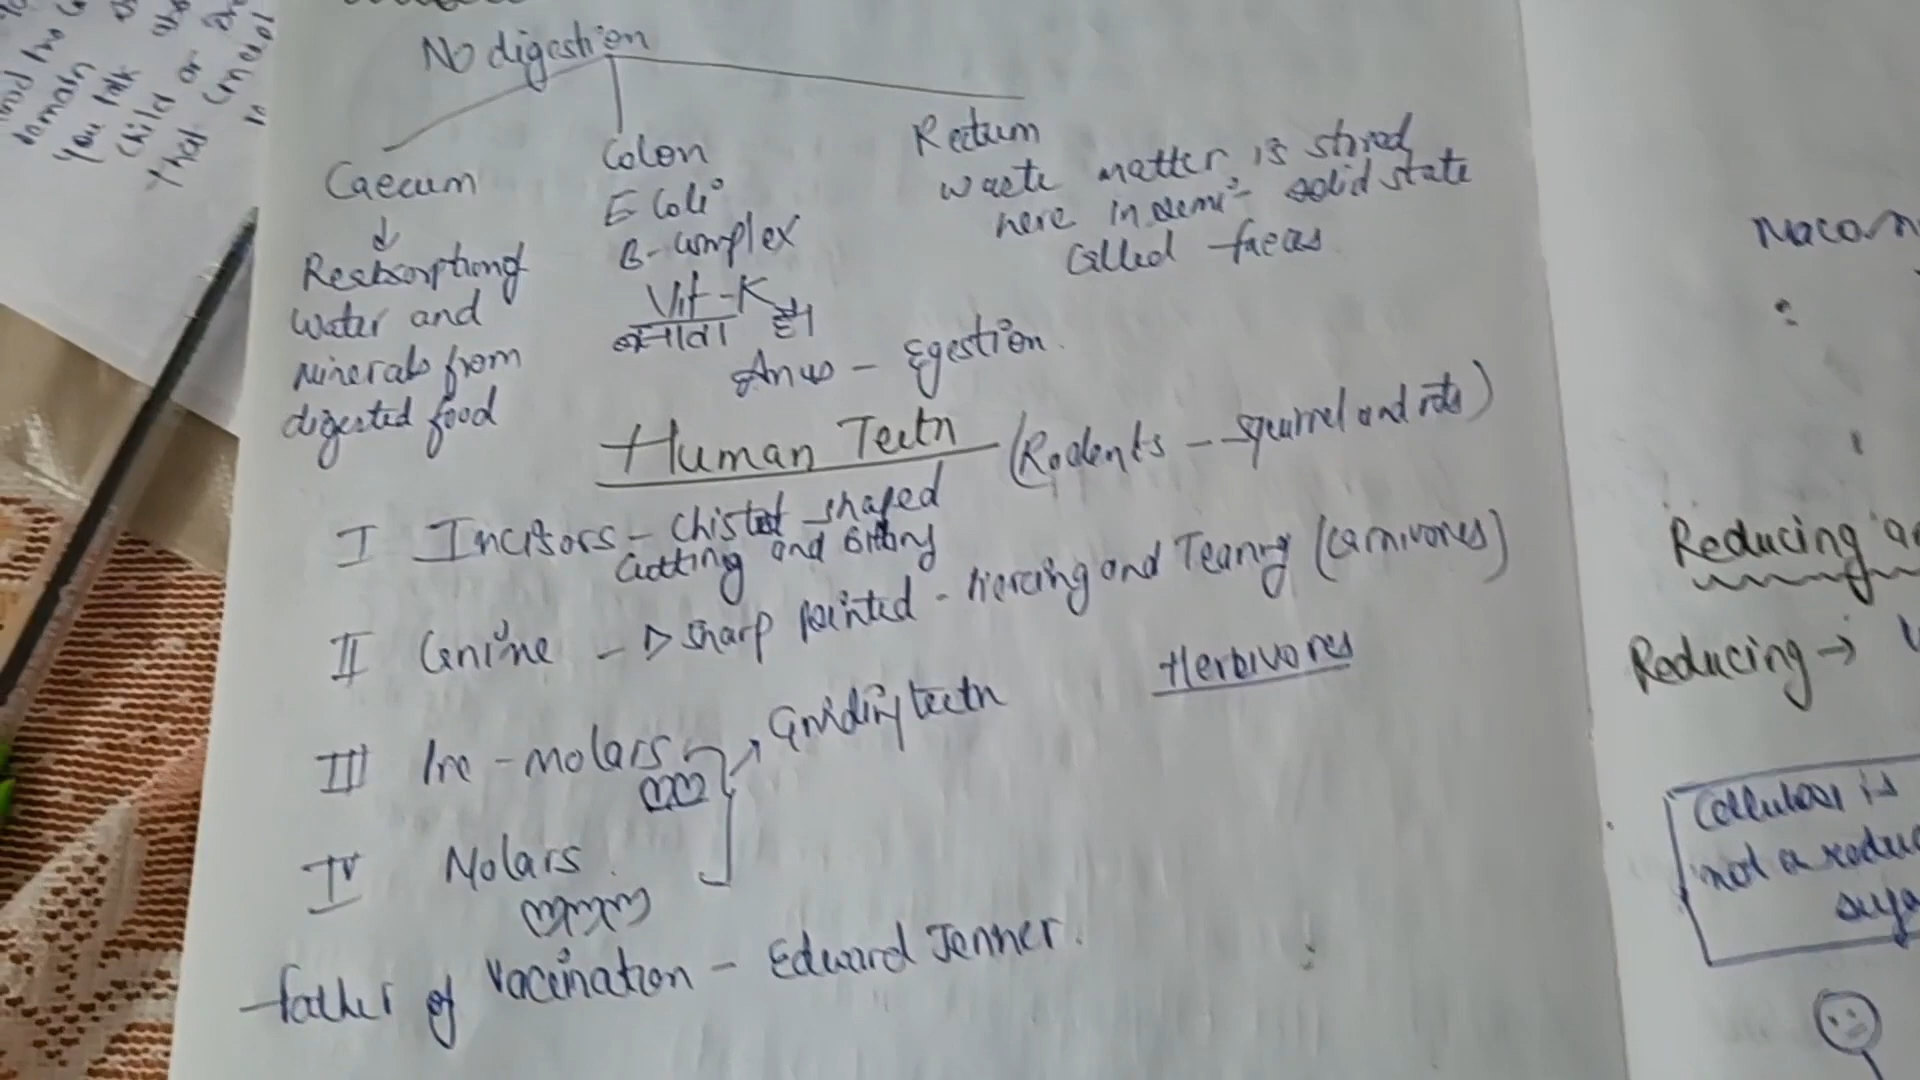 No digestion
Caecum
Reabsorption of
water and
minerals from
digested food
Colon
E Coli
B-complex
Vit-K
बनाता है।
Rectum
waste matter is stored
here in semi-solid state
called faecas
Anus - Egestion.
Human Teeth (Rodents - squirrel and rats)
I Incisors - chistel shaped
cutting and biting
II Canine - sharp pointed - piercing and Tearing (carnivores)
III Pre-molars Grinding teeth Herbivores
IV Molars
father of vaccination - Edward Jenner.
Reducing
Reducing →
Cellulose is
not a